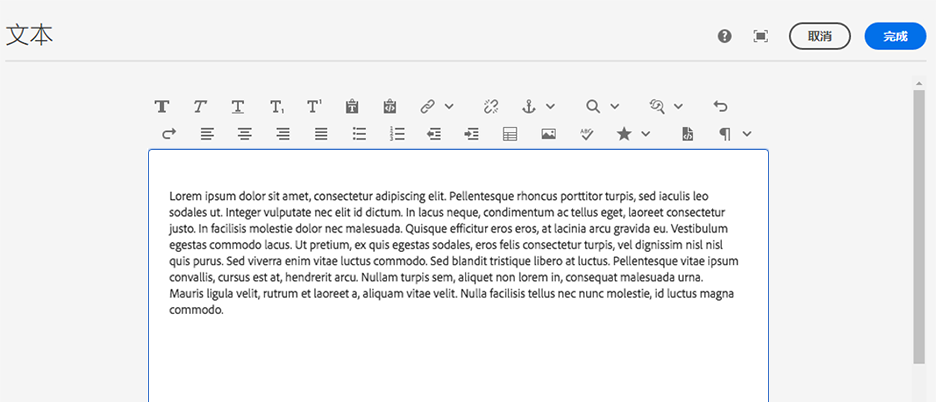 文本
取消
完成
Lorem ipsum dolor sit amet, consectetur adipiscing elit. Pellentesque rhoncus porttitor turpis, sed iaculis leo
sodales ut. Integer vulputate nec elit id dictum. In lacus neque, condimentum ac tellus eget, laoreet consectetur
justo. In facilisis molestie dolor nec malesuada. Quisque efficitur eros eros, at lacinia arcu gravida eu. Vestibulum
egestas commodo lacus. Ut pretium, ex quis egestas sodales, eros felis consectetur turpis, vel dignissim nisl nisl
quis purus. Sed viverra enim vitae luctus commodo. Sed blandit tristique libero at luctus. Pellentesque vitae ipsum
convallis, cursus est at, hendrerit arcu. Nullam turpis sem, aliquet non lorem in, consequat malesuada urna.
Mauris ligula velit, rutrum et laoreet a, aliquam vitae velit. Nulla facilisis tellus nec nunc molestie, id luctus magna
commodo.